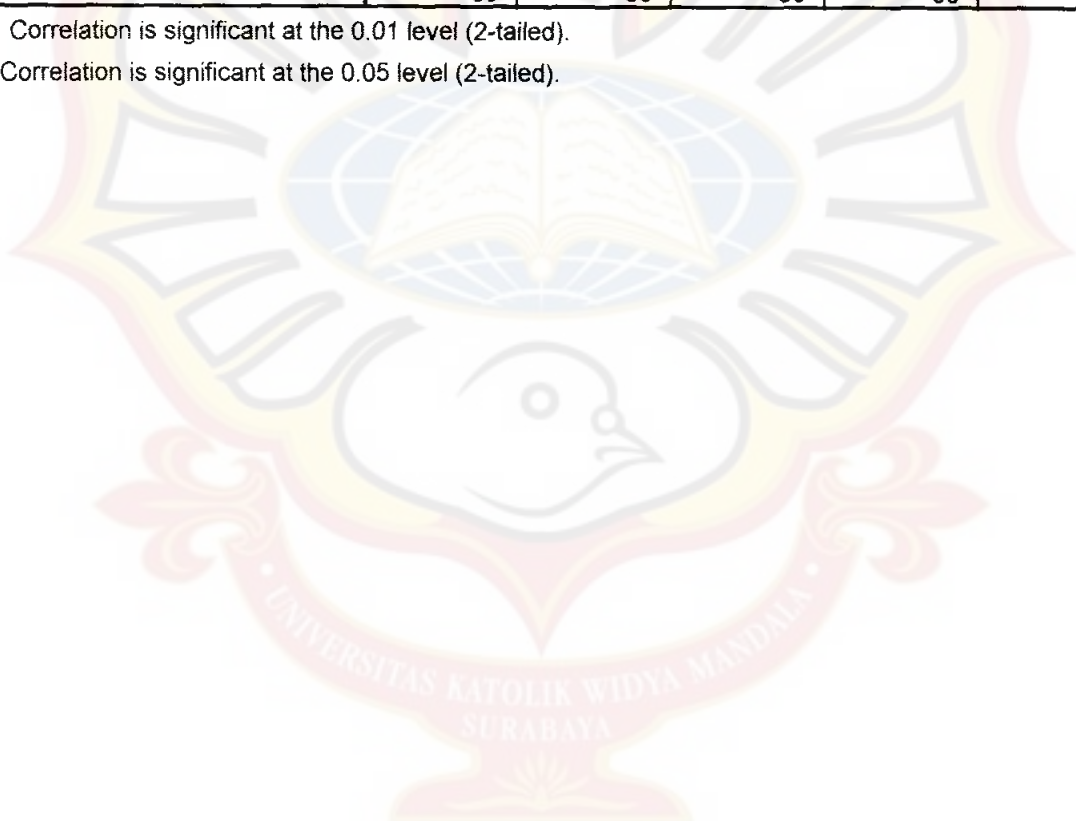 Correlation is significant at the 0.01 level (2-tailed).
Correlation is significant at the 0.05 level (2-tailed).
• UNIVERSITAS KATOLIK WIDYA MANDALA •
SURABAYA